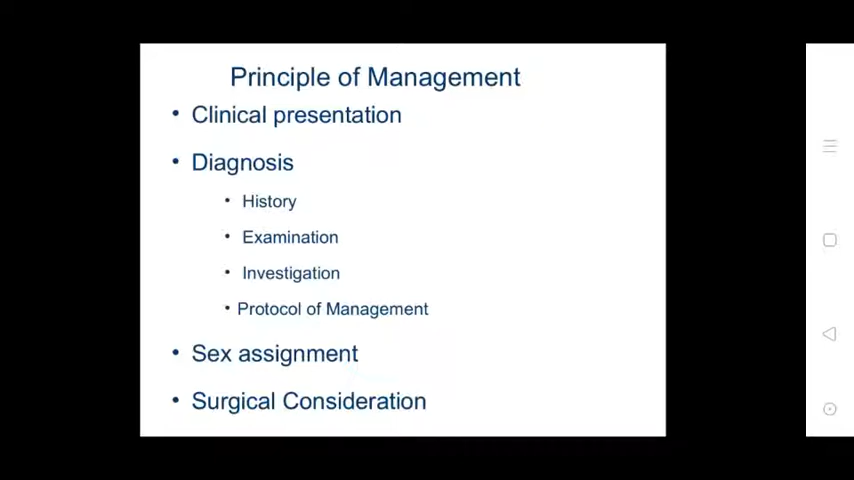 Principle of Management
• Clinical presentation
• Diagnosis
• History
• Examination
• Investigation
• Protocol of Management
• Sex assignment
• Surgical Consideration